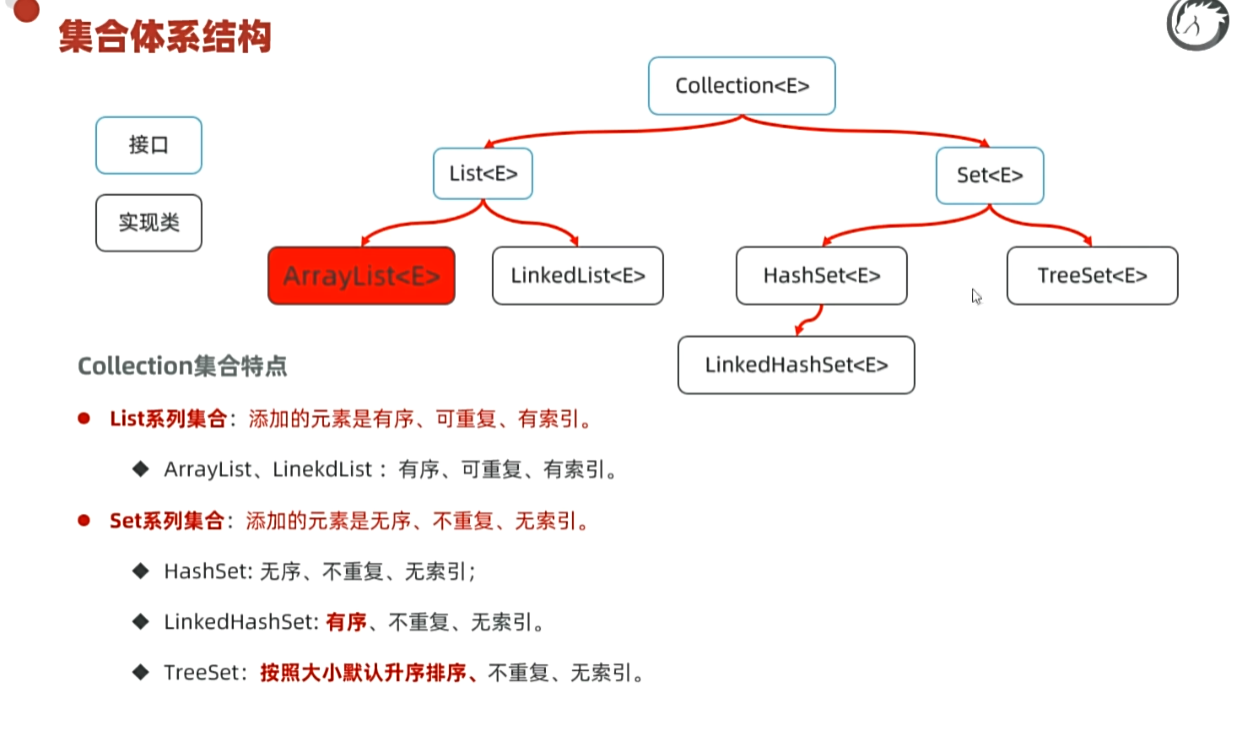 集合体系结构
Collection<E>
接口
List<E>
Set<E>
实现类
ArrayList<E>
LinkedList<E>
HashSet<E>
TreeSet<E>
LinkedHashSet<E>
Collection集合特点
List系列集合：添加的元素是有序、可重复、有索引。
ArrayList、LinekdList ：有序、可重复、有索引。
Set系列集合：添加的元素是无序、不重复、无索引。
HashSet: 无序、不重复、无索引；
LinkedHashSet: 有序、不重复、无索引。
TreeSet：按照大小默认升序排序、不重复、无索引。